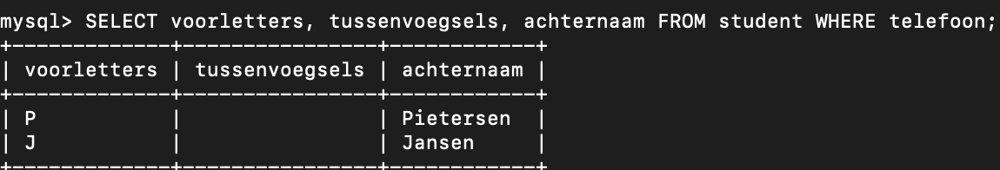 mysql> SELECT voorletters, tussenvoegsels, achternaam FROM student WHERE telefoon;
+-------------+----------------+------------+
| voorletters | tussenvoegsels | achternaam |
+-------------+----------------+------------+
| P           |                | Pietersen  |
| J           |                | Jansen     |
+-------------+----------------+------------+